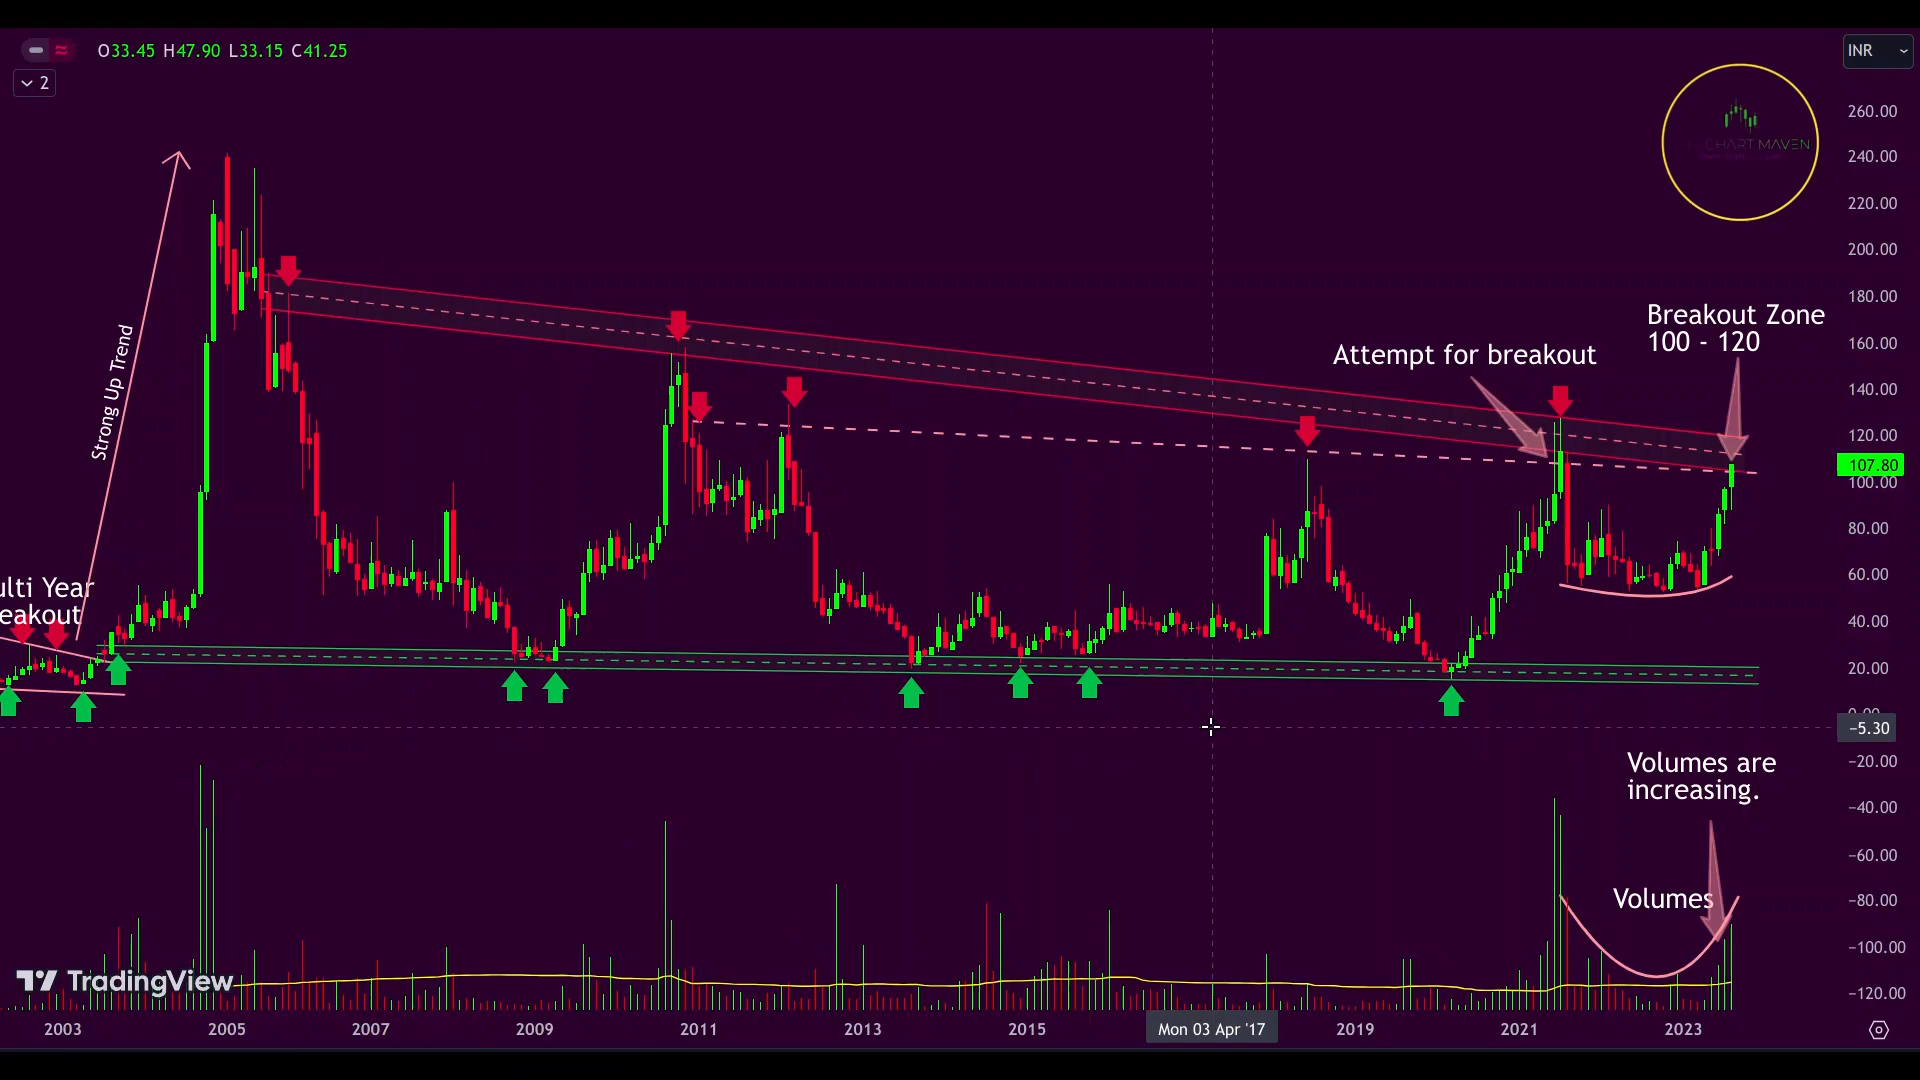 O33.45 H47.90 L33.15 C41.25
INR
2
CHART MAVEN
260.00
240.00
220.00
200.00
180.00
160.00
140.00
120.00
107.80
100.00
80.00
60.00
40.00
20.00
0.00
−5.30
−20.00
−40.00
−60.00
−80.00
−100.00
−120.00
Strong Up Trend
Breakout Zone
100 - 120
Attempt for breakout
ulti Year
eakout
Volumes are
increasing.
Volumes
TradingView
2003
2005
2007
2009
2011
2013
2015
Mon 03 Apr '17
2019
2021
2023